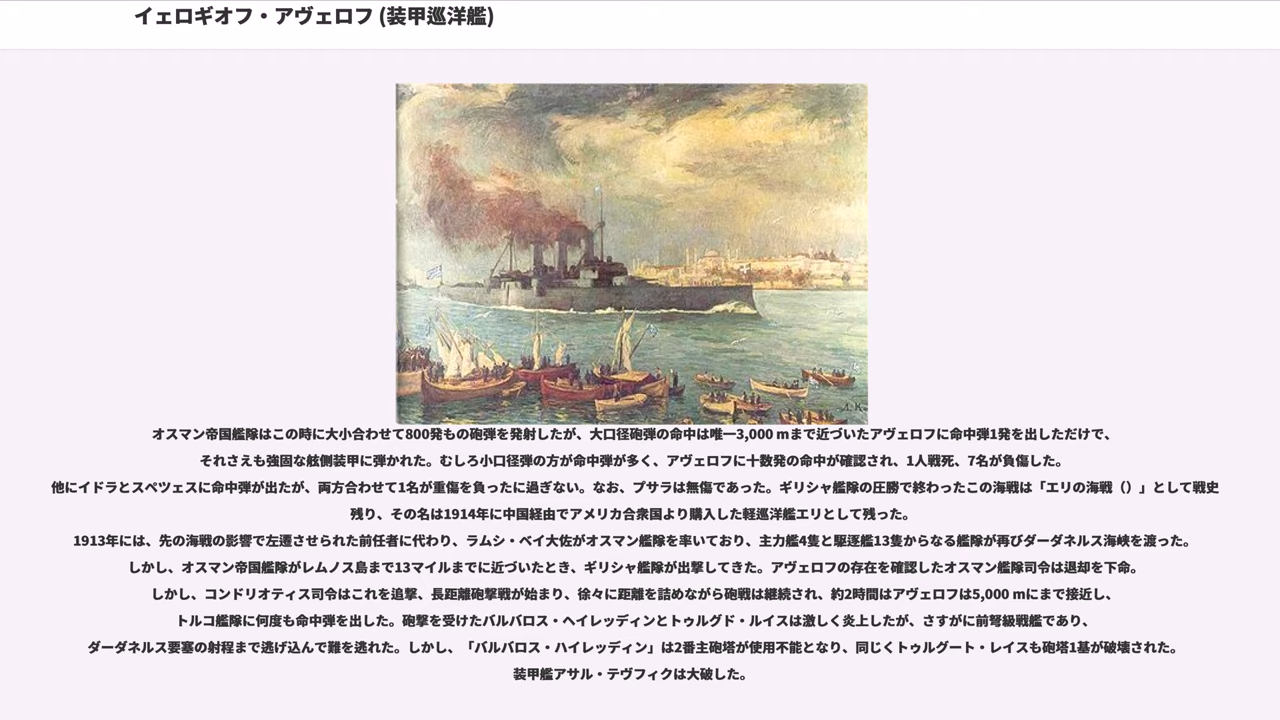 イェロギオフ・アヴェロフ (装甲巡洋艦)
A. K.
オスマン帝国艦隊はこの時に大小合わせて800発もの砲弾を発射したが、大口径砲弾の命中は唯一3,000 mまで近づいたアヴェロフに命中弾1発を出しただけで、
それさえも強固な舷側装甲に弾かれた。むしろ小口径弾の方が命中弾が多く、アヴェロフに十数発の命中が確認され、1人戦死、7名が負傷した。
他にイドラとスペツェスに命中弾が出たが、両方合わせて1名が重傷を負ったに過ぎない。なお、プサラは無傷であった。ギリシャ艦隊の圧勝で終わったこの海戦は「エリの海戦（）」として戦史
残り、その名は1914年に中国経由でアメリカ合衆国より購入した軽巡洋艦エリとして残った。
1913年には、先の海戦の影響で左遷させられた前任者に代わり、ラムシ・ベイ大佐がオスマン艦隊を率いており、主力艦4隻と駆逐艦13隻からなる艦隊が再びダーダネルス海峡を渡った。
しかし、オスマン帝国艦隊がレムノス島まで13マイルまでに近づいたとき、ギリシャ艦隊が出撃してきた。アヴェロフの存在を確認したオスマン艦隊司令は退却を下命。
しかし、コンドリオティス司令はこれを追撃、長距離砲撃戦が始まり、徐々に距離を詰めながら砲戦は継続され、約2時間はアヴェロフは5,000 mにまで接近し、
トルコ艦隊に何度も命中弾を出した。砲撃を受けたバルバロス・ヘイレッディンとトゥルグド・ルイスは激しく炎上したが、さすがに前弩級戦艦であり、
ダーダネルス要塞の射程まで逃げ込んで難を逃れた。しかし、「バルバロス・ハイレッディン」は2番主砲塔が使用不能となり、同じくトゥルグート・レイスも砲塔1基が破壊された。
装甲艦アサル・テヴフィクは大破した。